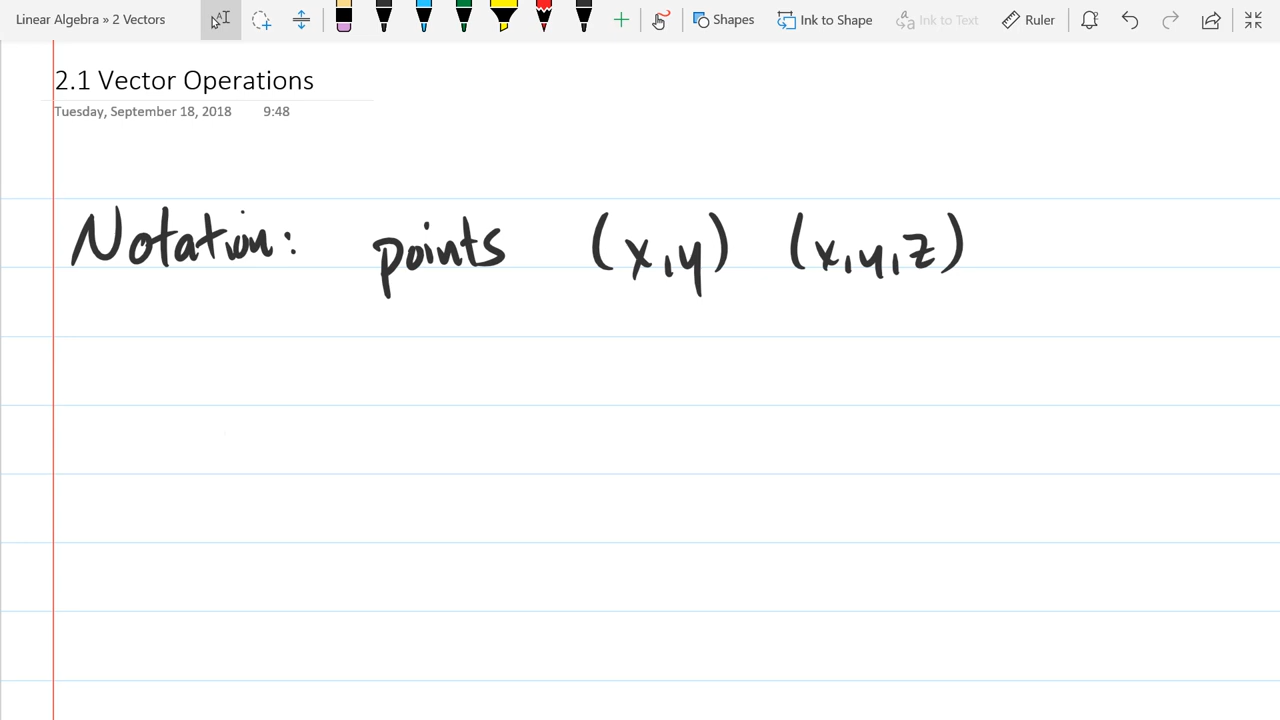 Linear Algebra » 2 Vectors Shapes Ink to Shape Ink to Text Ruler
2.1 Vector Operations
Tuesday, September 18, 2018 9:48
Notation: points (x,y) (x,y,z)